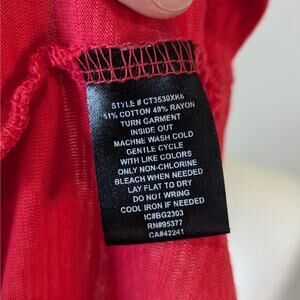 STYLE # CT3530XK6
51% COTTON 49% RAYON
TURN GARMENT
INSIDE OUT
MACHNE WASH COLD
GENTLE CYCLE
WITH LIKE COLORS
ONLY NON-CHLORINE
BLEACH WHEN NEEDED
LAY FLAT TO DRY
DO NOT WRING
COOL IRON IF NEEDED
IC#BG2303
RN#95377
CA#42241